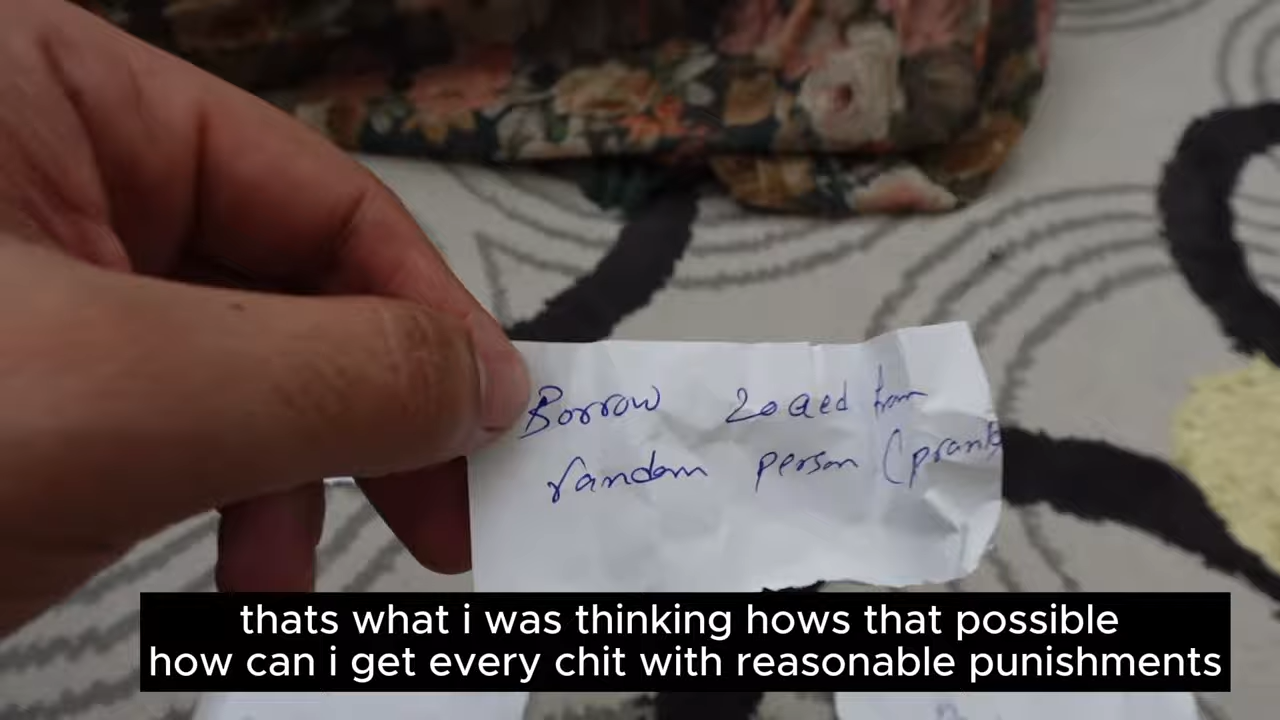 Borrow 20 aed from
random person (prank
thats what i was thinking hows that possible
how can i get every chit with reasonable punishments